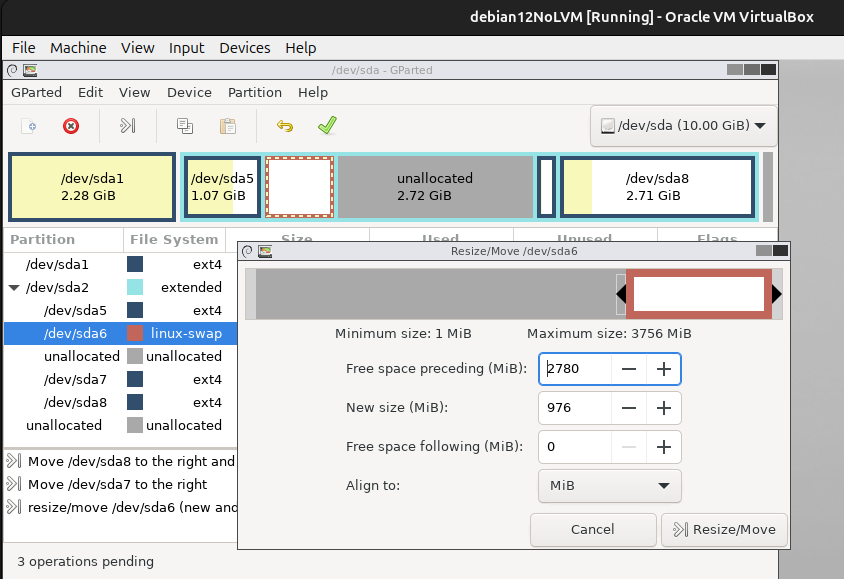 debian12NoLVM [Running] - Oracle VM VirtualBox
File Machine View Input Devices Help
/dev/sda - GParted
GParted Edit View Device Partition Help
/dev/sda (10.00 GiB)
/dev/sda1
2.28 GiB
/dev/sda5
1.07 GiB
unallocated
2.72 GiB
/dev/sda8
2.71 GiB
Partition File System Size Used Unused Flags
/dev/sda1 ext4
/dev/sda2 extended
/dev/sda5 ext4
/dev/sda6 linux-swap
unallocated unallocated
/dev/sda7 ext4
/dev/sda8 ext4
unallocated unallocated
Move /dev/sda8 to the right and
Move /dev/sda7 to the right
resize/move /dev/sda6 (new and
3 operations pending
Resize/Move /dev/sda6
Minimum size: 1 MiB Maximum size: 3756 MiB
Free space preceding (MiB): 2780
New size (MiB): 976
Free space following (MiB): 0
Align to: MiB
Cancel Resize/Move